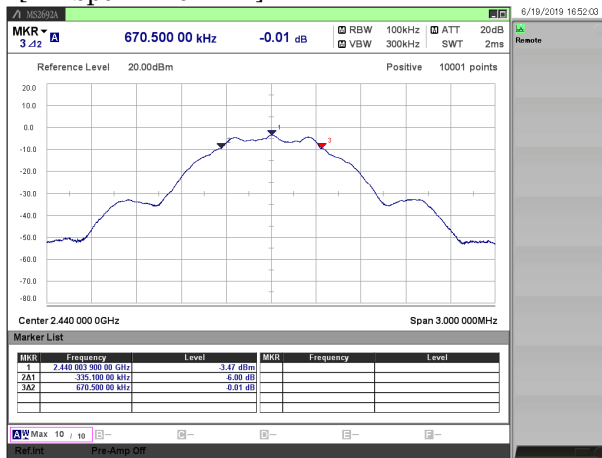 MS2692A
6/19/2019 16:52:03
MKR 3Δ2 A 670.500 00 kHz -0.01 dB
M RBW 100kHz M ATT 20dB
M VBW 300kHz SWT 2ms
Remote
Reference Level 20.00dBm Positive 10001 points
20.0
10.0
0.0
-10.0
-20.0
-30.0
-40.0
-50.0
-60.0
-70.0
-80.0
2 1 3
Center 2.440 000 0GHz Span 3.000 000MHz
Marker List
MKR Frequency Level MKR Frequency Level
1 2.440 003 900 00 GHz -3.47 dBm
2Δ1 -335.100 00 kHz -6.00 dB
3Δ2 670.500 00 kHz -0.01 dB
A W Max 10 / 10 B— C— D— E— F—
Ref.Int Pre-Amp Off